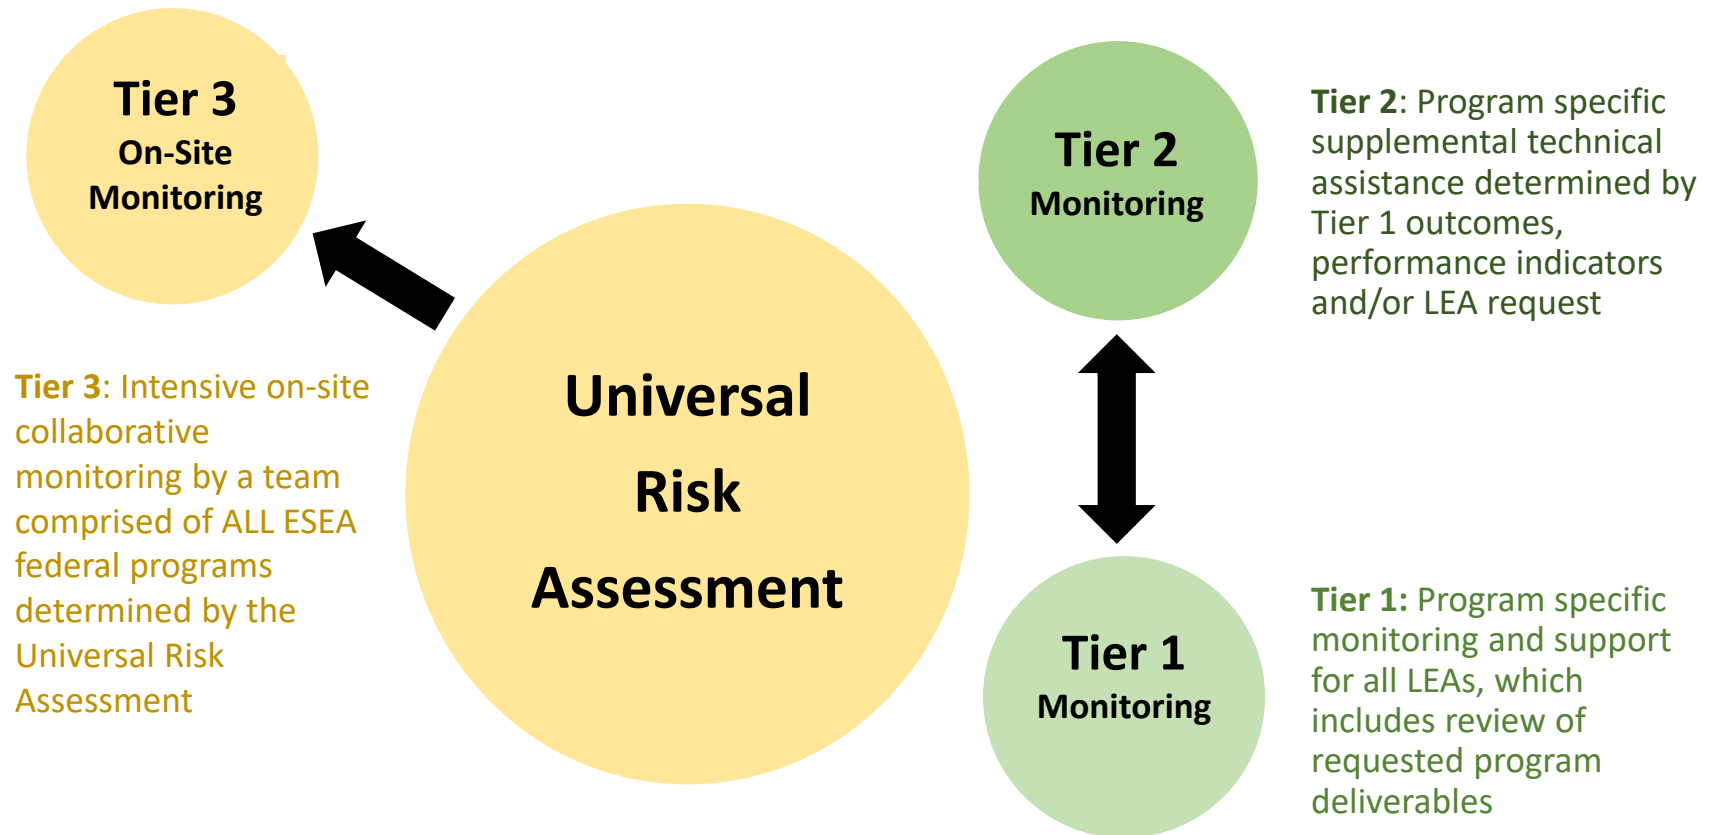 Tier 3
On-Site
Monitoring
Tier 3: Intensive on-site
collaborative
monitoring by a team
comprised of ALL ESEA
federal programs
determined by the
Universal Risk
Assessment
Universal
Risk
Assessment
Tier 2
Monitoring
Tier 2: Program specific
supplemental technical
assistance determined by
Tier 1 outcomes,
performance indicators
and/or LEA request
Tier 1
Monitoring
Tier 1: Program specific
monitoring and support
for all LEAs, which
includes review of
requested program
deliverables